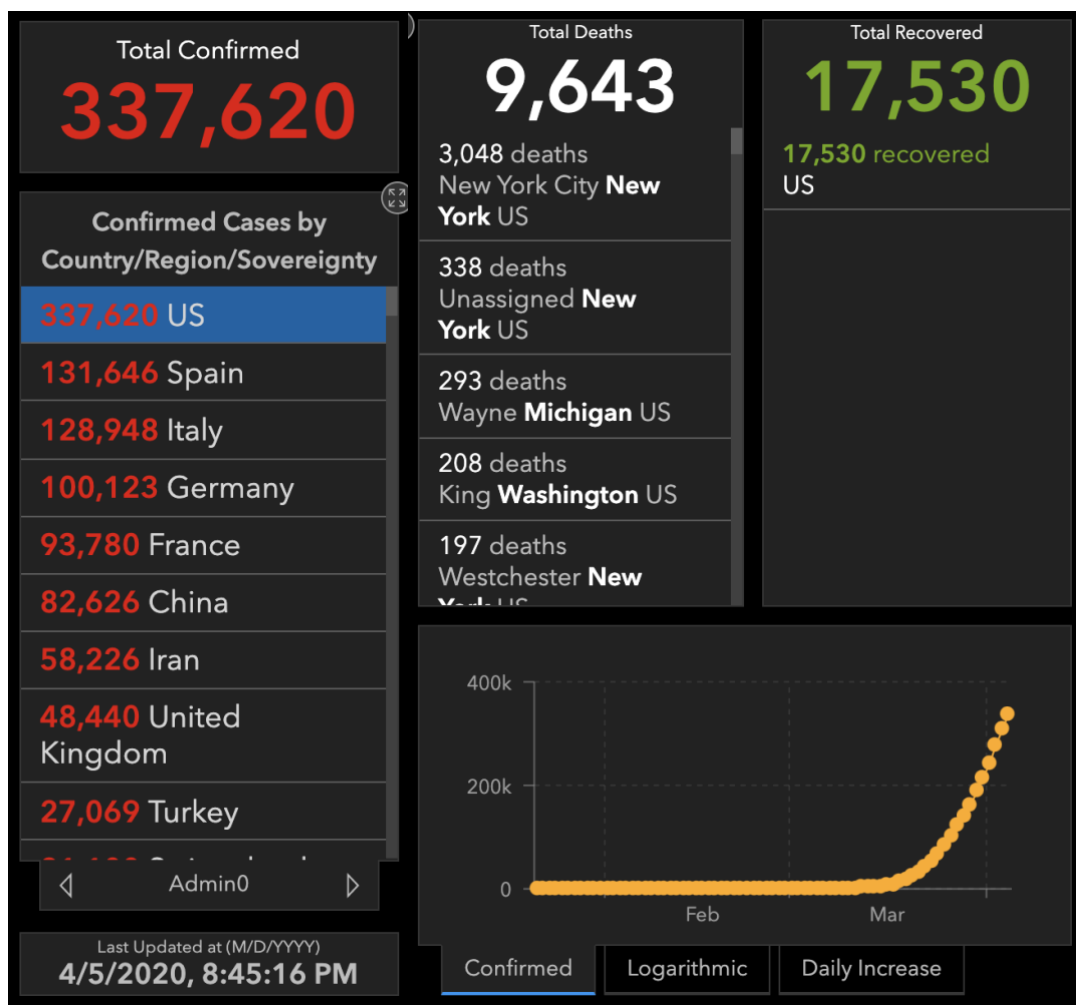 Total Confirmed
337,620
Confirmed Cases by
Country/Region/Sovereignty
337,620 US
131,646 Spain
128,948 Italy
100,123 Germany
93,780 France
82,626 China
58,226 Iran
48,440 United
Kingdom
27,069 Turkey
Admin0
Last Updated at (M/D/YYYY)
4/5/2020, 8:45:16 PM
Total Deaths
9,643
3,048 deaths
New York City New
York US
338 deaths
Unassigned New
York US
293 deaths
Wayne Michigan US
208 deaths
King Washington US
197 deaths
Westchester New
York US
Total Recovered
17,530
17,530 recovered
US
400k
200k
0
Feb
Mar
Confirmed
Logarithmic
Daily Increase